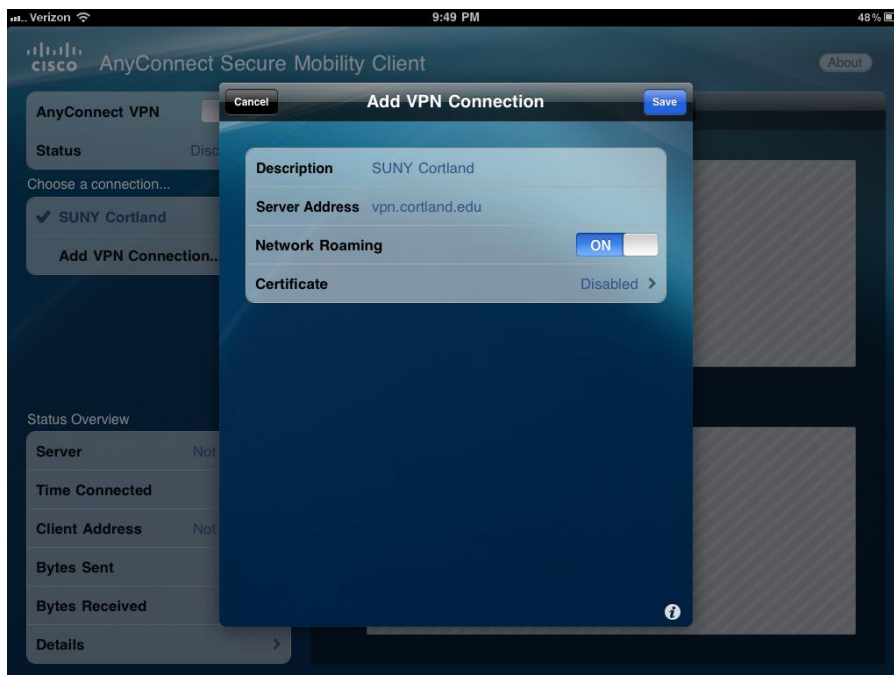 Verizon 9:49 PM 48%
CISCO AnyConnect Secure Mobility Client About
Cancel Add VPN Connection Save
AnyConnect VPN
Status
Choose a connection...
✔ SUNY Cortland
Add VPN Connection...
Description SUNY Cortland
Server Address vpn.cortland.edu
Network Roaming ON
Certificate Disabled >
Status Overview
Server Not
Time Connected
Client Address Not
Bytes Sent
Bytes Received
Details >